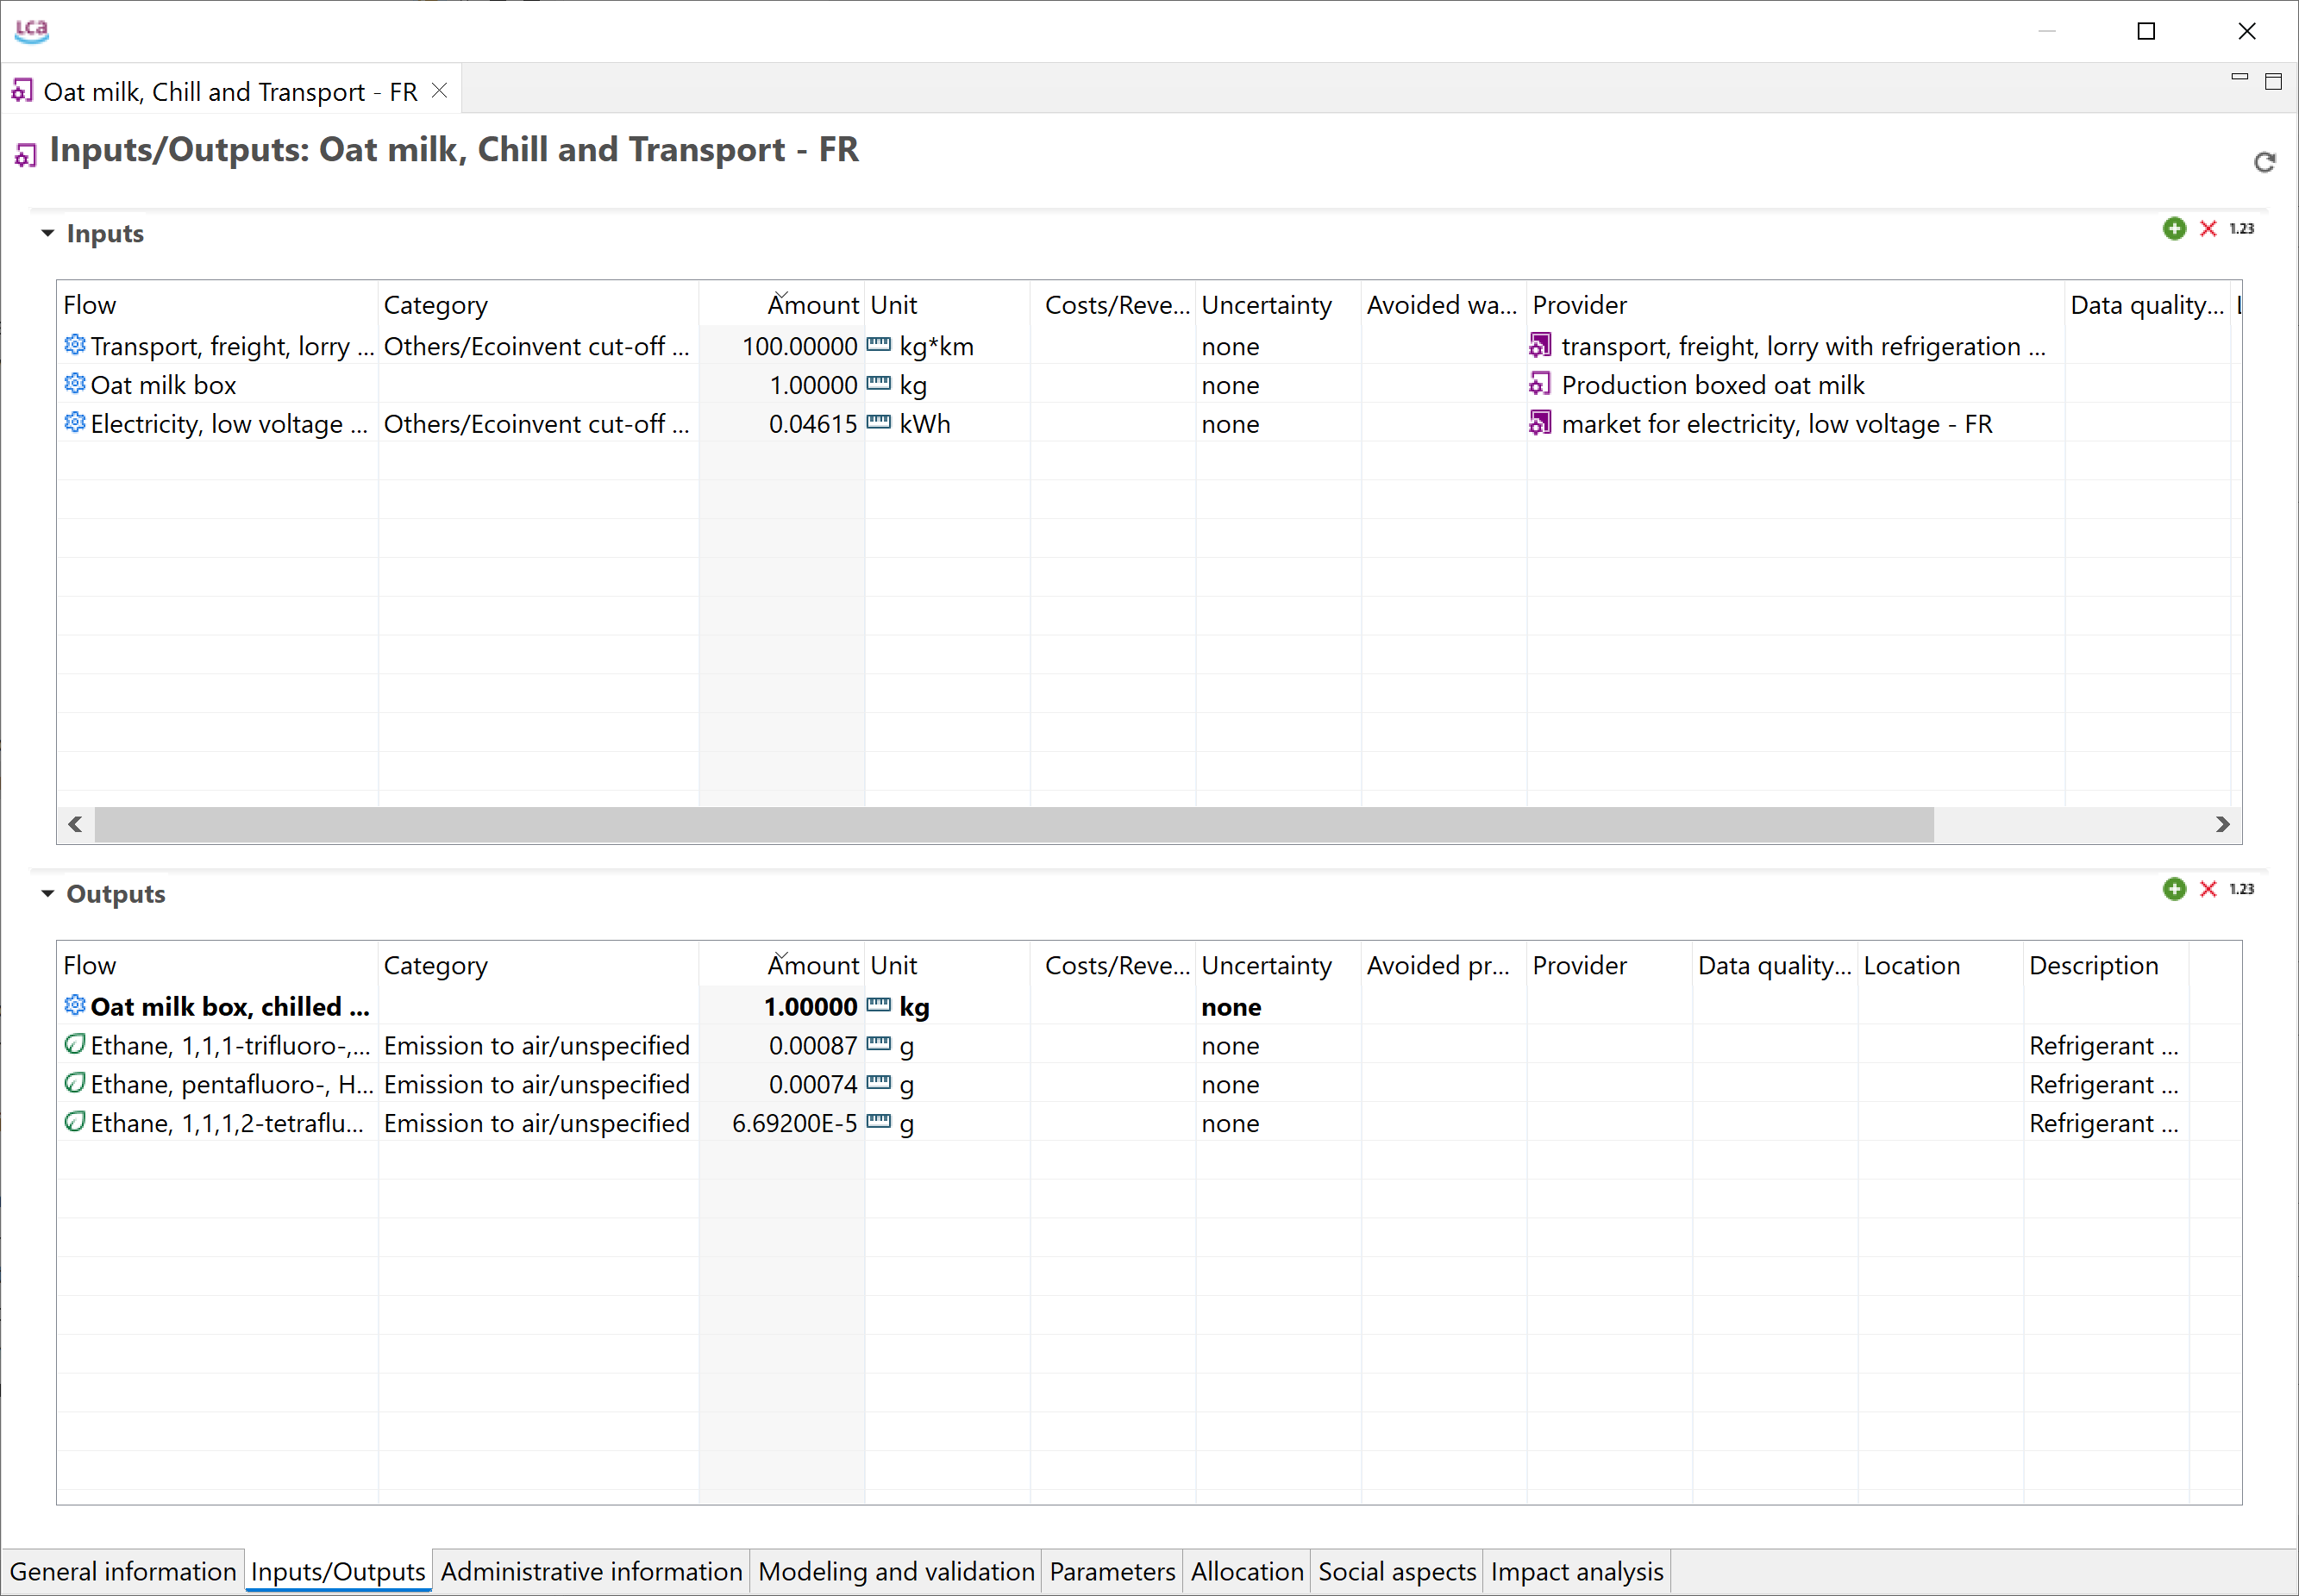 LCa
Oat milk, Chill and Transport - FR
Inputs/Outputs: Oat milk, Chill and Transport - FR
Inputs
1.23
Flow Category Amount Unit Costs/Reve... Uncertainty Avoided wa... Provider Data quality...
Transport, freight, lorry ... Others/Ecoinvent cut-off ... 100.00000 kg*km none transport, freight, lorry with refrigeration ...
Oat milk box 1.00000 kg none Production boxed oat milk
Electricity, low voltage ... Others/Ecoinvent cut-off ... 0.04615 kWh none market for electricity, low voltage - FR
Outputs
1.23
Flow Category Amount Unit Costs/Reve... Uncertainty Avoided pr... Provider Data quality... Location Description
Oat milk box, chilled ... 1.00000 kg none
Ethane, 1,1,1-trifluoro-,... Emission to air/unspecified 0.00087 g none Refrigerant ...
Ethane, pentafluoro-, H... Emission to air/unspecified 0.00074 g none Refrigerant ...
Ethane, 1,1,1,2-tetraflu... Emission to air/unspecified 6.69200E-5 g none Refrigerant ...
General information Inputs/Outputs Administrative information Modeling and validation Parameters Allocation Social aspects Impact analysis